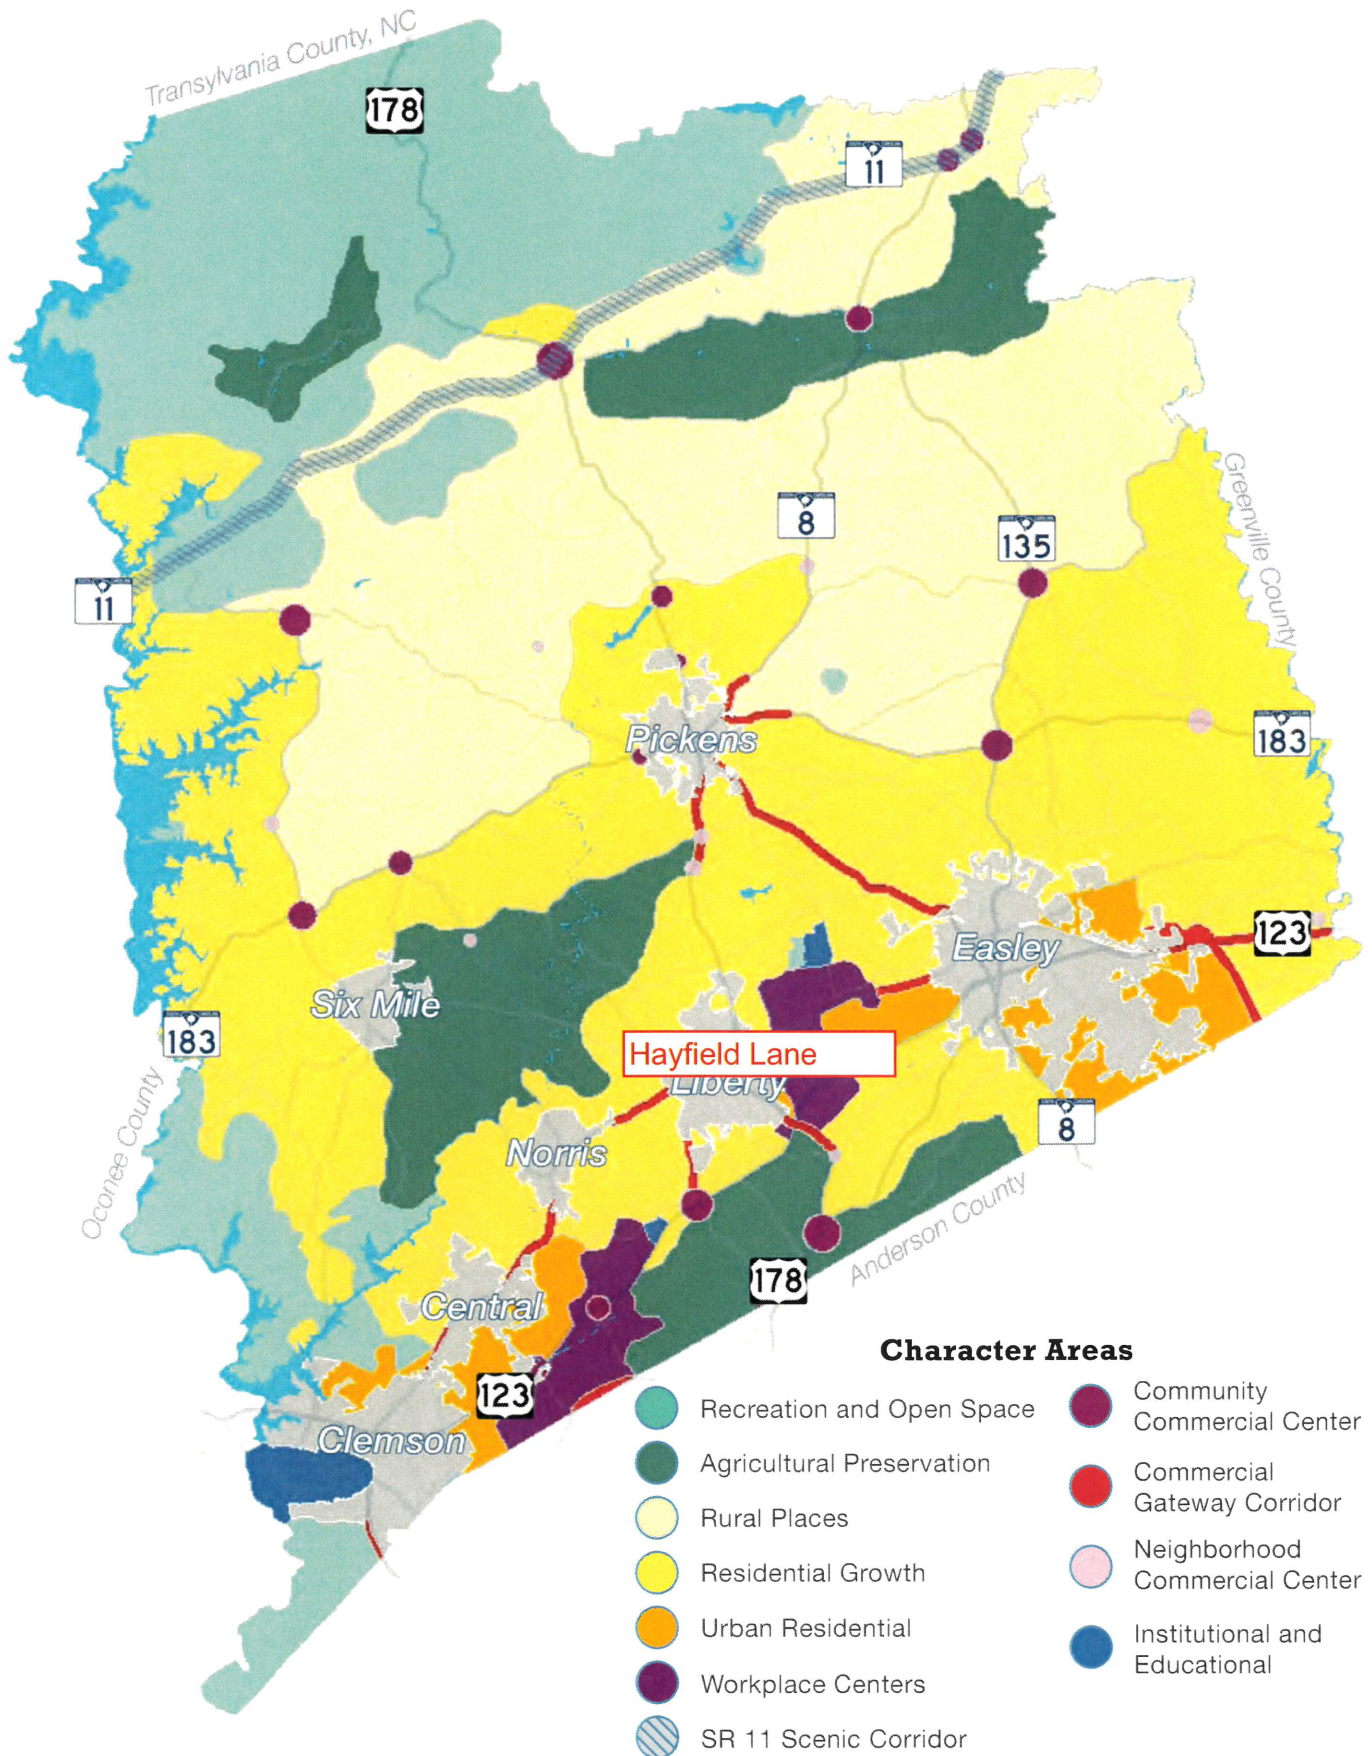 Transylvania County, NC
178
11
8
135
Greenville County
11
Pickens
183
Easley
123
Six Mile
183
Hayfield Lane
Liberty
Oconee County
Norris
8
Anderson County
178
Central
123
Clemson
Character Areas
Recreation and Open Space
Agricultural Preservation
Rural Places
Residential Growth
Urban Residential
Workplace Centers
SR 11 Scenic Corridor
Community
Commercial Center
Commercial
Gateway Corridor
Neighborhood
Commercial Center
Institutional and
Educational